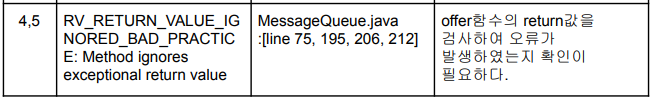 4,5
RV_RETURN_VALUE_IG
NORED_BAD_PRACTIC
E: Method ignores
exceptional return value
MessageQueue.java
:[line 75, 195, 206, 212]
offer함수의 return값을
검사하여 오류가
발생하였는지 확인이
필요하다.